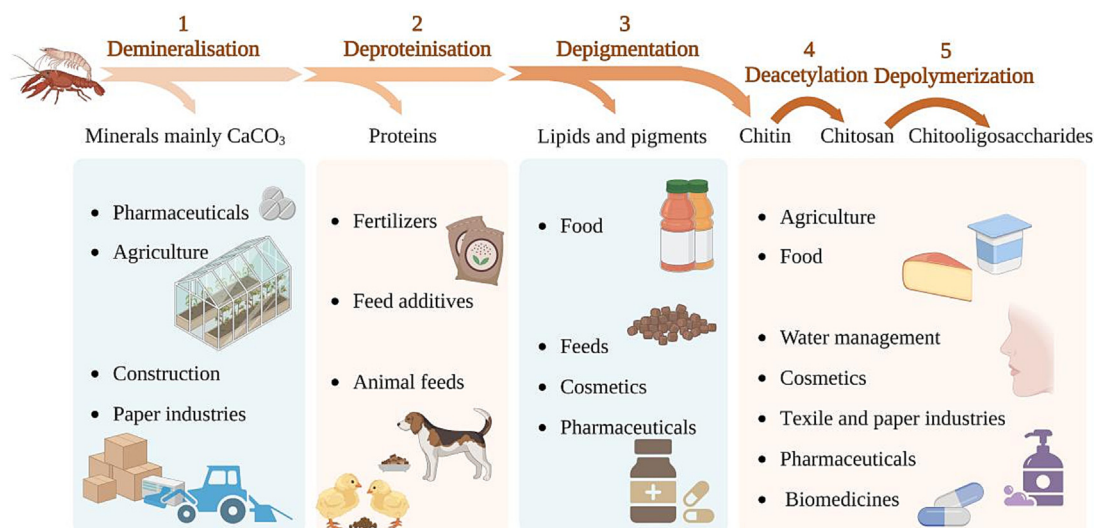 1
Demineralisation
2
Deproteinisation
3
Depigmentation
4
Deacetylation
5
Depolymerization
Minerals mainly CaCO₃
Proteins
Lipids and pigments
Chitin
Chitosan
Chitooligosaccharides
• Pharmaceuticals
• Agriculture
• Construction
• Paper industries
• Fertilizers
• Feed additives
• Animal feeds
• Food
• Feeds
• Cosmetics
• Pharmaceuticals
• Agriculture
• Food
• Water management
• Cosmetics
• Texile and paper industries
• Pharmaceuticals
• Biomedicines